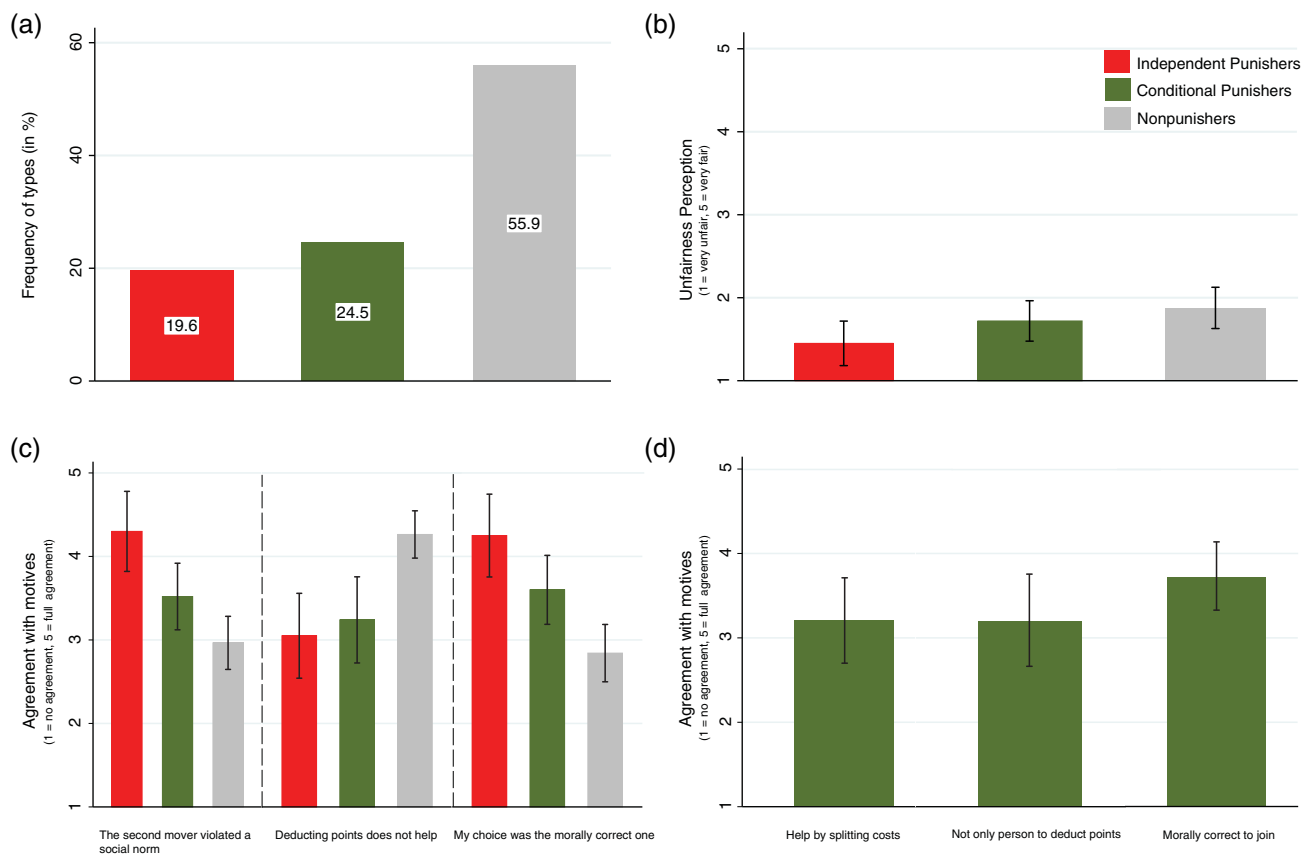 (a)
Frequency of types (in %)
60
40
20
0
19.6
24.5
55.9
(b)
Unfairness Perception
(1 = very unfair, 5 = very fair)
5
4
3
2
1
Independent Punishers
Conditional Punishers
Nonpunishers
(c)
Agreement with motives
(1 = no agreement, 5 = full agreement)
5
4
3
2
1
The second mover violated a
social norm
Deducting points does not help
My choice was the morally correct one
(d)
Agreement with motives
(1 = no agreement, 5 = full agreement)
5
4
3
2
1
Help by splitting costs
Not only person to deduct points
Morally correct to join